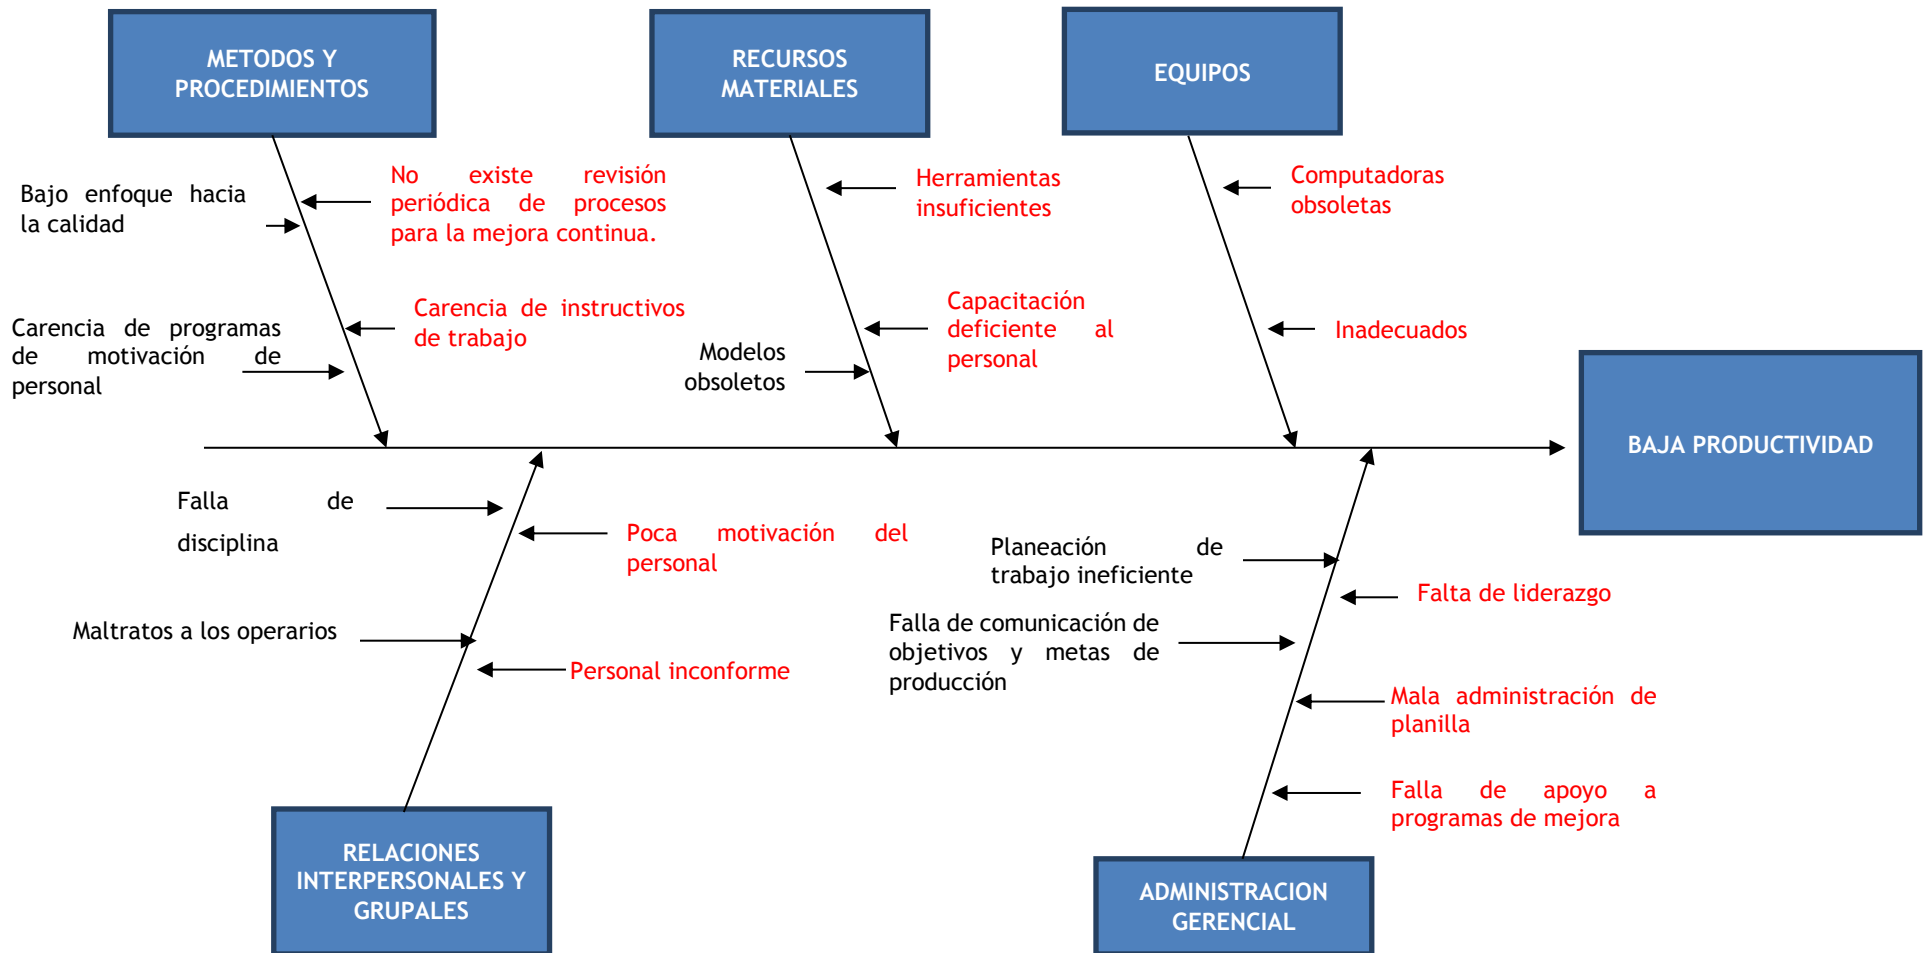 METODOS Y
PROCEDIMIENTOS
RECURSOS
MATERIALES
EQUIPOS
Bajo enfoque hacia
la calidad
No existe revisión
periódica de procesos
para la mejora continua.
Herramientas
insuficientes
Computadoras
obsoletas
Carencia de programas
de motivación de
personal
Carencia de instructivos
de trabajo
Modelos
obsoletos
Capacitación
deficiente al
personal
Inadecuados
BAJA PRODUCTIVIDAD
Falla de
disciplina
Poca motivación del
personal
Planeación de
trabajo ineficiente
Falta de liderazgo
Maltratos a los operarios
Personal inconforme
Falla de comunicación de
objetivos y metas de
producción
Mala administración de
planilla
Falla de apoyo a
programas de mejora
RELACIONES
INTERPERSONALES Y
GRUPALES
ADMINISTRACION
GERENCIAL